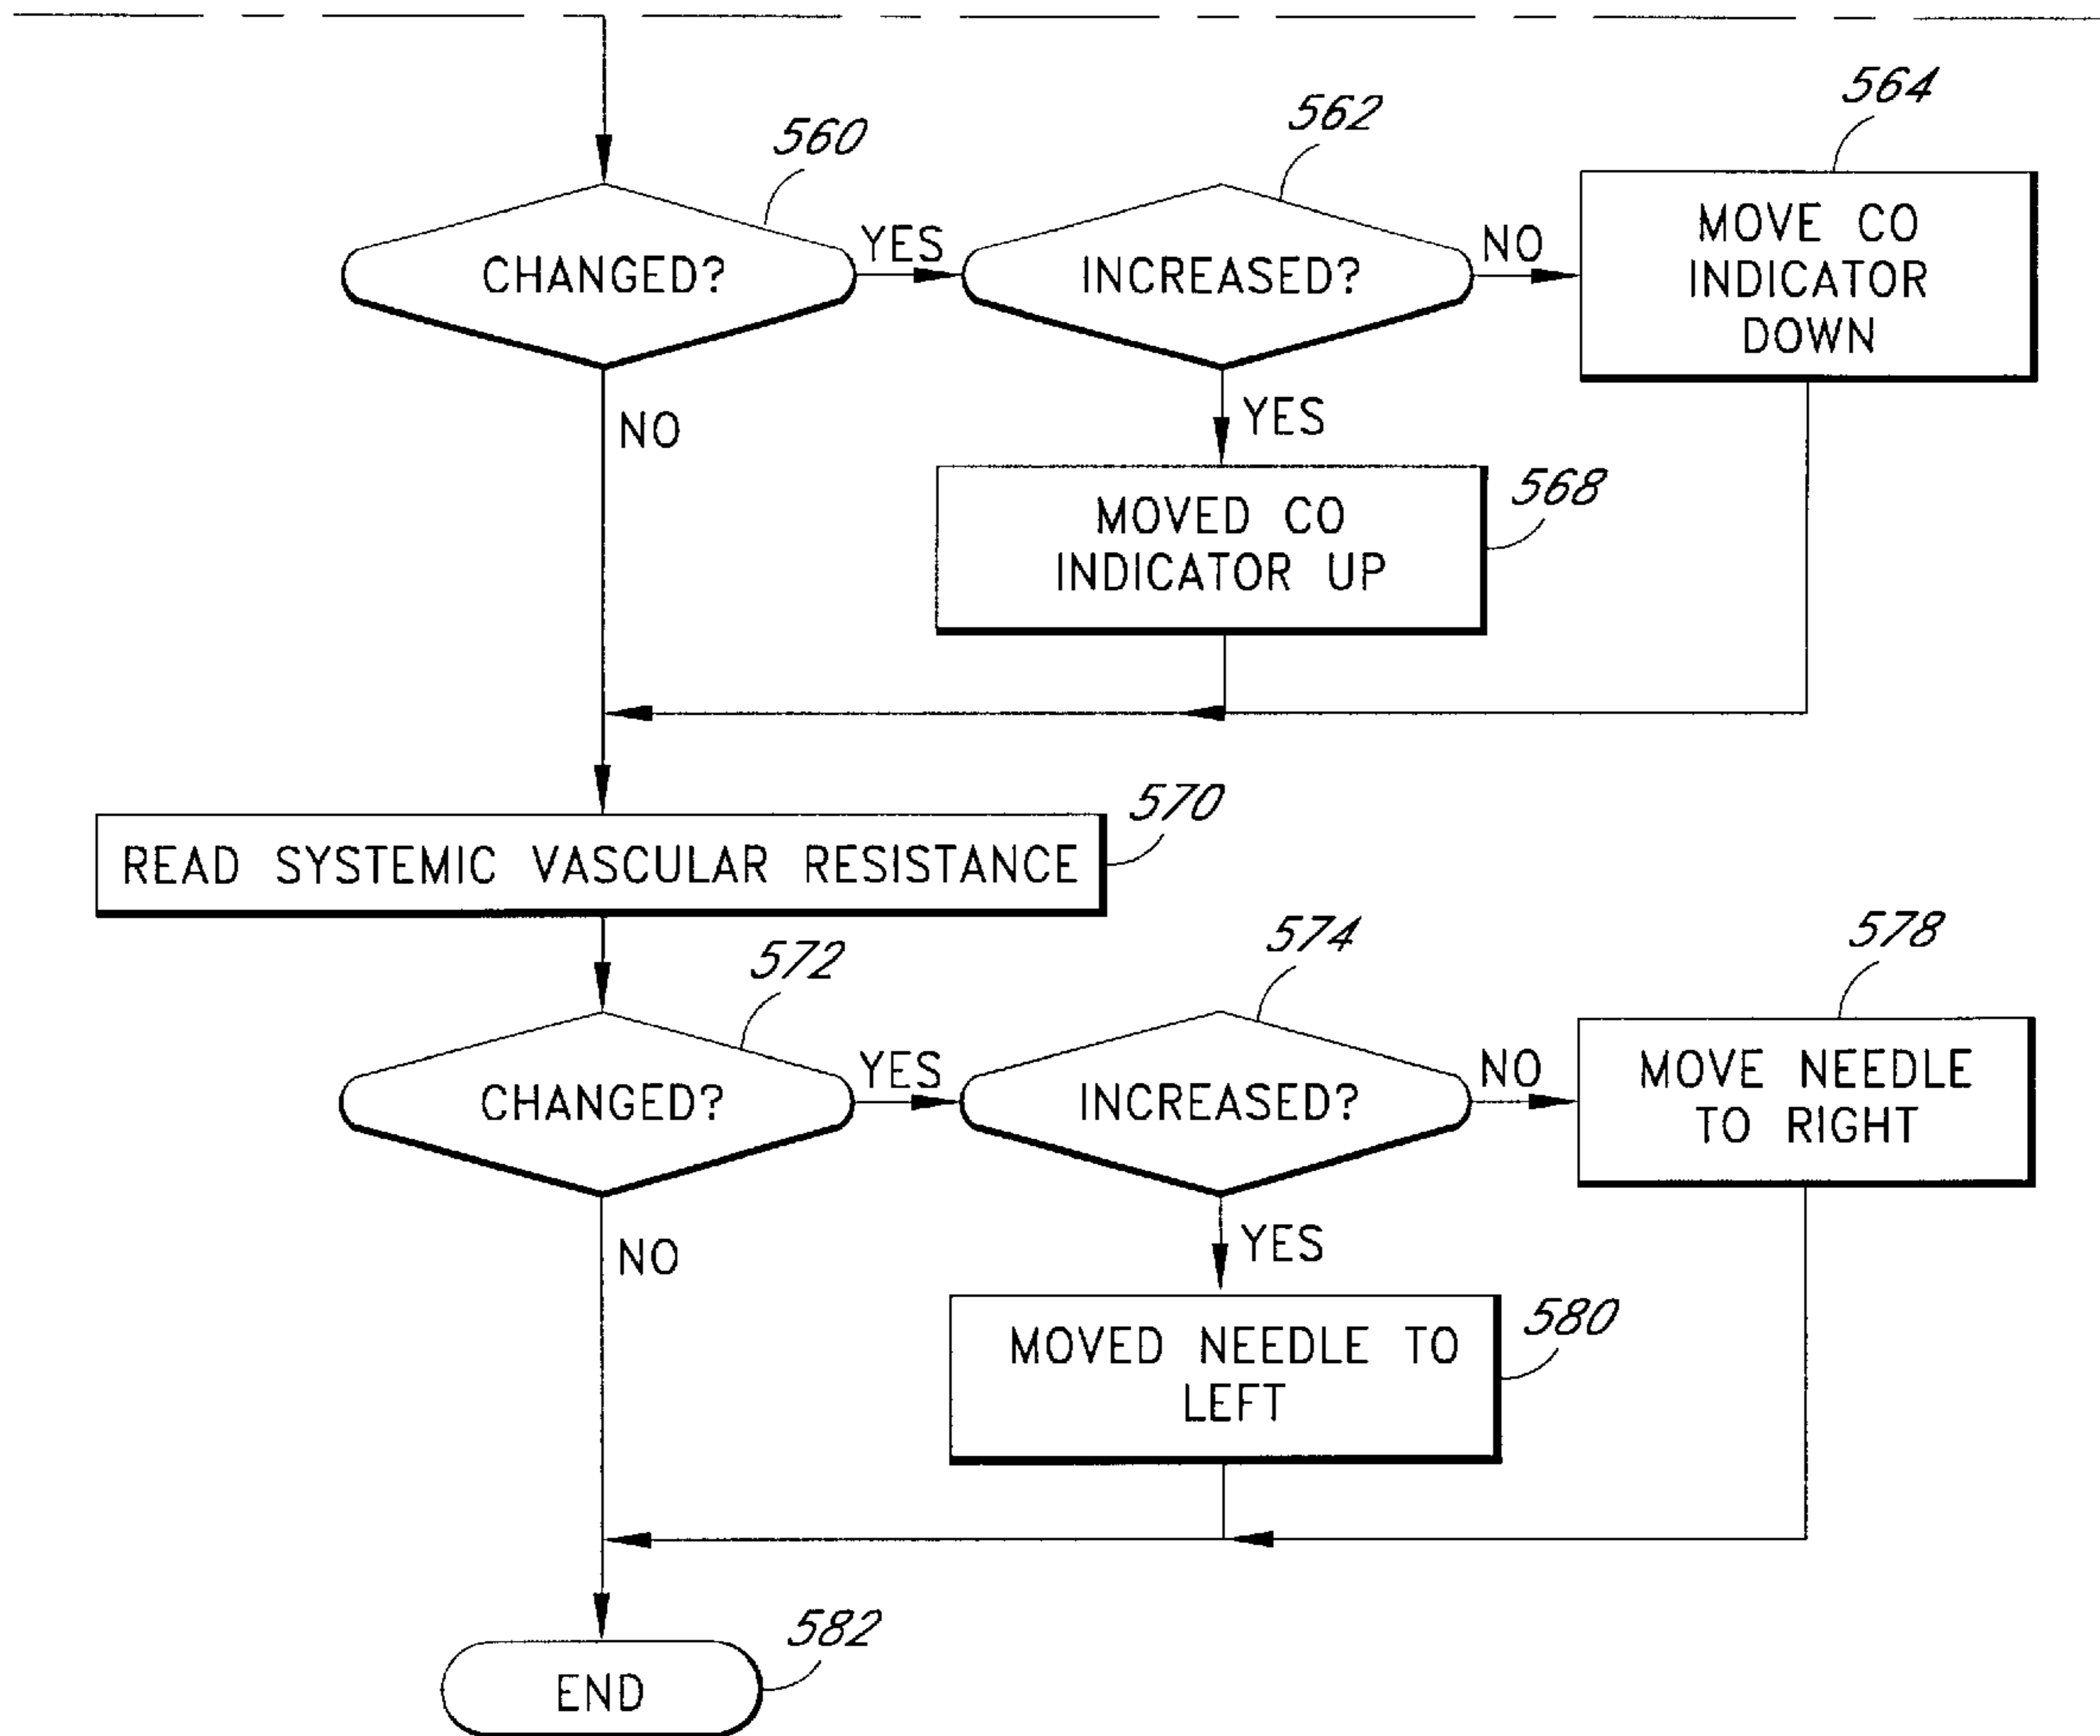 560
562
564
CHANGED?
YES
INCREASED?
NO
MOVE CO
INDICATOR
DOWN
NO
YES
568
MOVED CO
INDICATOR UP
570
READ SYSTEMIC VASCULAR RESISTANCE
572
574
578
CHANGED?
YES
INCREASED?
NO
MOVE NEEDLE
TO RIGHT
NO
YES
580
MOVED NEEDLE TO
LEFT
582
END